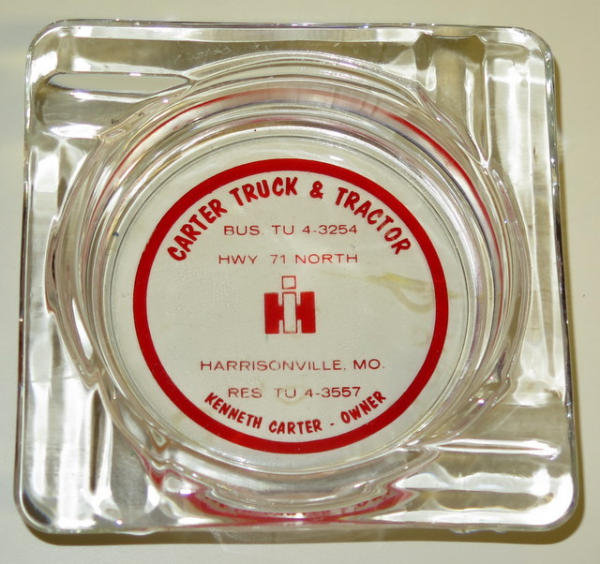 CARTER TRUCK & TRACTOR
BUS. TU 4-3254
HWY 71 NORTH
IH
HARRISONVILLE, MO.
RES TU 4-3557
KENNETH CARTER - OWNER